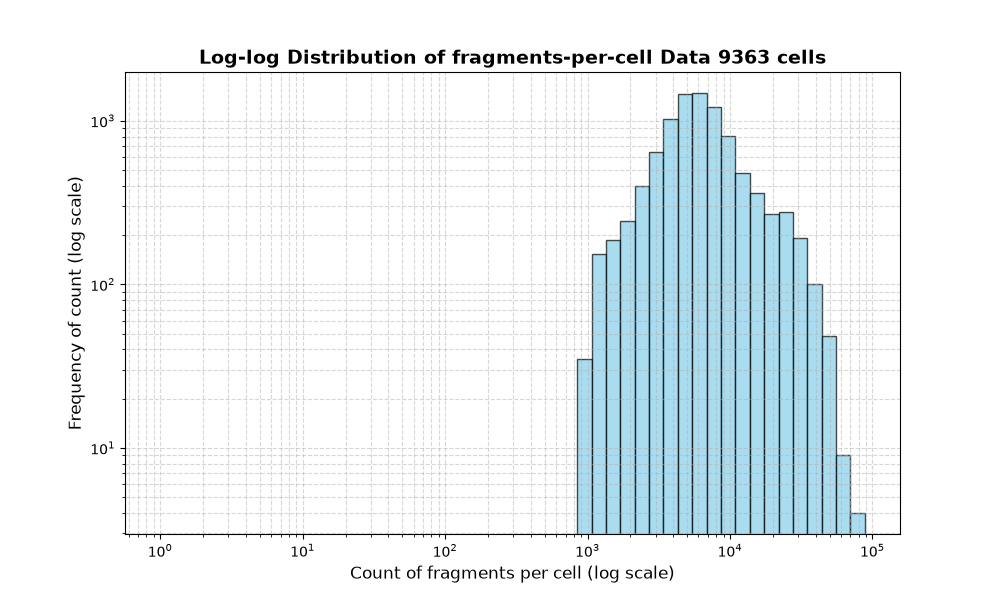 Log-log Distribution of fragments-per-cell Data 9363 cells
Frequency of count (log scale)
10³
10²
10¹
10⁰ 10¹ 10² 10³ 10⁴ 10⁵
Count of fragments per cell (log scale)